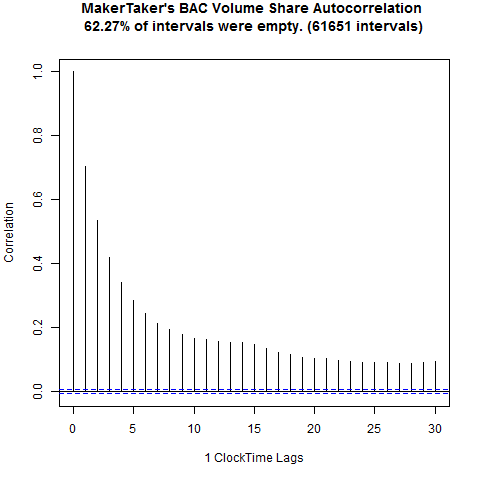 MakerTaker's BAC Volume Share Autocorrelation
62.27% of intervals were empty. (61651 intervals)
1.0
0.8
0.6
0.4
0.2
0.0
Correlation
0 5 10 15 20 25 30
1 ClockTime Lags